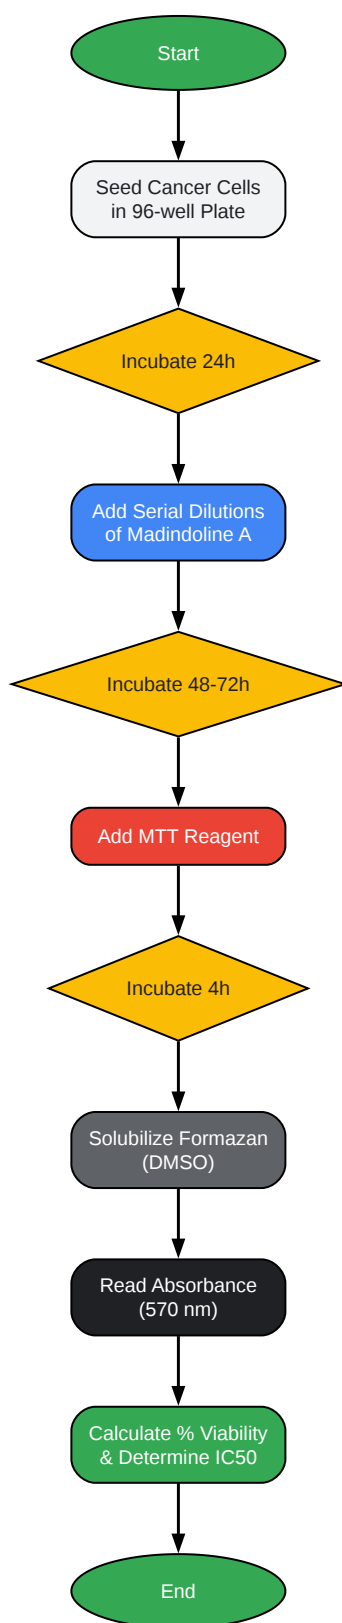 Start
Seed Cancer Cells
in 96-well Plate
Incubate 24h
Add Serial Dilutions
of Madindoline A
Incubate 48-72h
Add MTT Reagent
Incubate 4h
Solubilize Formazan
(DMSO)
Read Absorbance
(570 nm)
Calculate % Viability
& Determine IC50
End